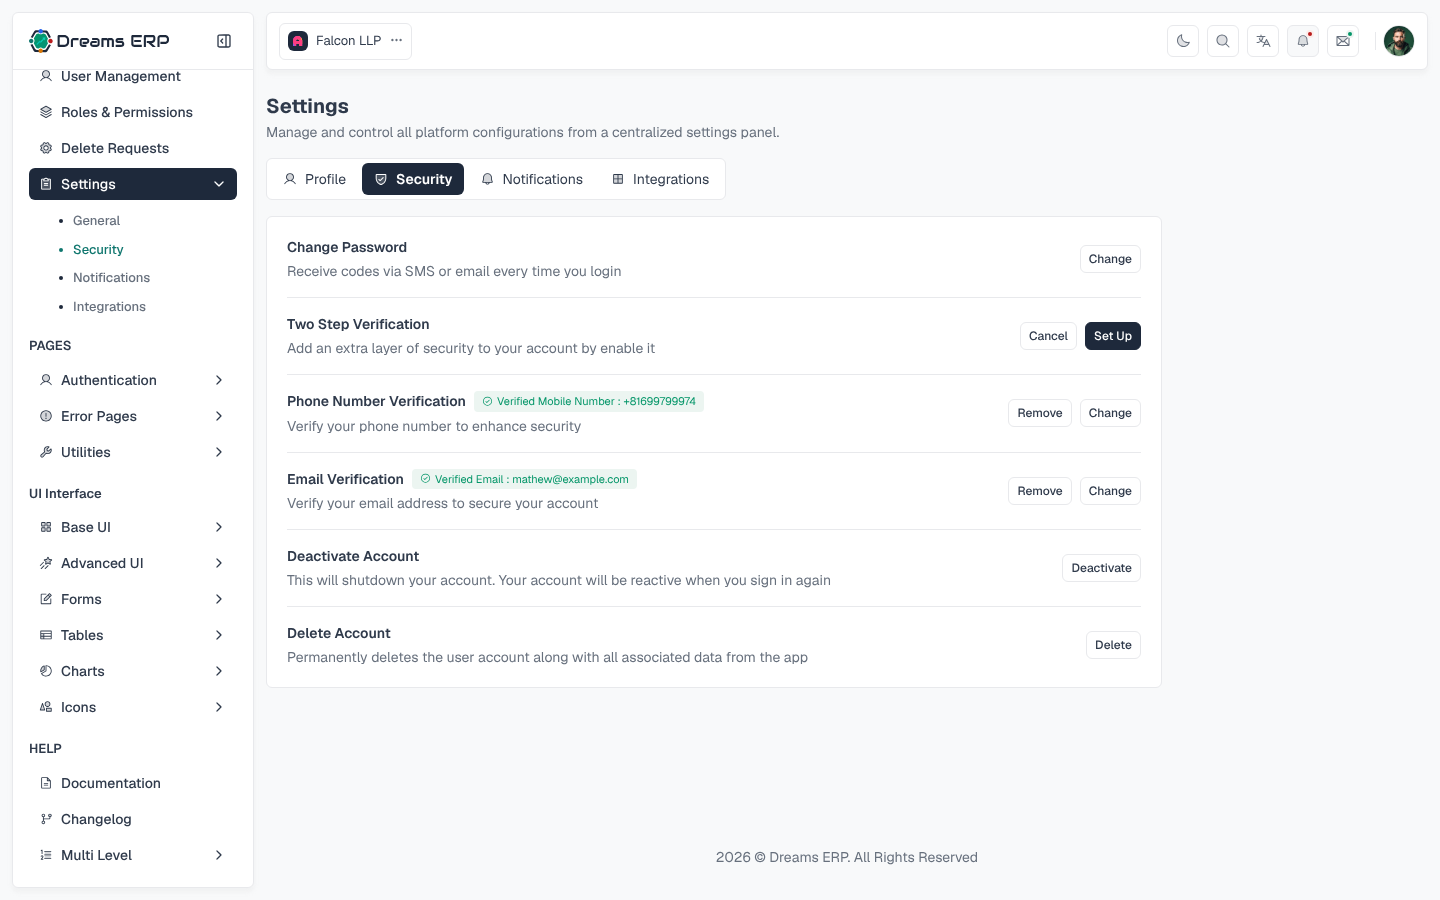 Dreams ERP
User Management
Roles & Permissions
Delete Requests
Settings
General
Security
Notifications
Integrations
PAGES
Authentication
Error Pages
Utilities
UI Interface
Base UI
Advanced UI
Forms
Tables
Charts
Icons
HELP
Documentation
Changelog
Multi Level
Falcon LLP
Settings
Manage and control all platform configurations from a centralized settings panel.
Profile
Security
Notifications
Integrations
Change Password
Receive codes via SMS or email every time you login
Change
Two Step Verification
Add an extra layer of security to your account by enable it
Cancel
Set Up
Phone Number Verification
Verified Mobile Number : +81699799974
Verify your phone number to enhance security
Remove
Change
Email Verification
Verified Email : mathew@example.com
Verify your email address to secure your account
Remove
Change
Deactivate Account
This will shutdown your account. Your account will be reactive when you sign in again
Deactivate
Delete Account
Permanently deletes the user account along with all associated data from the app
Delete
2026 © Dreams ERP. All Rights Reserved